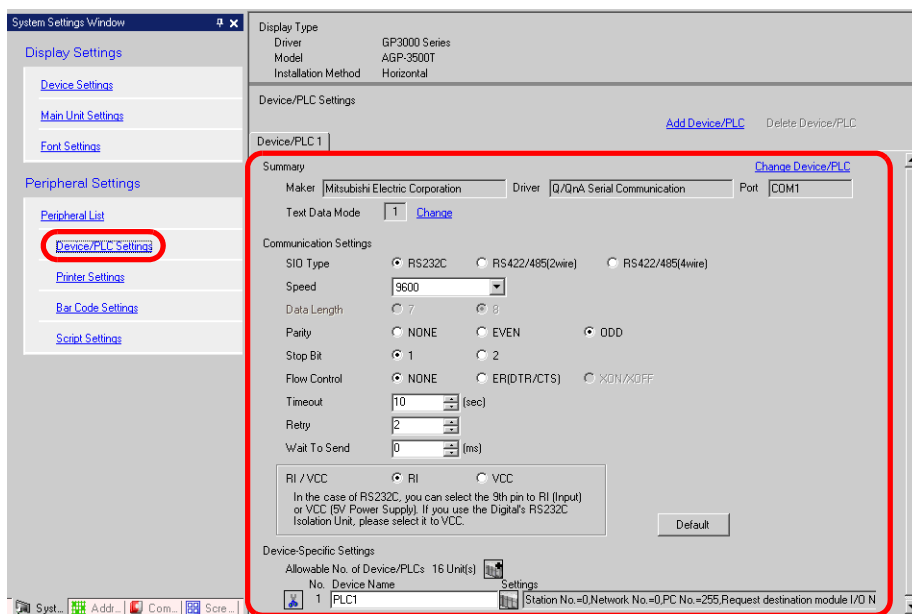 System Settings Window
Display Settings
Device Settings
Main Unit Settings
Font Settings
Peripheral Settings
Peripheral List
Device/PLC Settings
Printer Settings
Bar Code Settings
Script Settings
Syst... Addr... Com... Scre...
Display Type
Driver GP3000 Series
Model AGP-3500T
Installation Method Horizontal
Device/PLC Settings
Add Device/PLC Delete Device/PLC
Device/PLC 1
Summary Change Device/PLC
Maker Mitsubishi Electric Corporation Driver Q/QnA Serial Communication Port COM1
Text Data Mode 1 Change
Communication Settings
SIO Type RS232C RS422/485(2wire) RS422/485(4wire)
Speed 9600
Data Length 7 8
Parity NONE EVEN ODD
Stop Bit 1 2
Flow Control NONE ER(DTR/CTS) XON/XOFF
Timeout 10 (sec)
Retry 2
Wait To Send 0 (ms)
RI / VCC RI VCC
In the case of RS232C, you can select the 9th pin to RI (Input)
or VCC (5V Power Supply). If you use the Digital's RS232C
Isolation Unit, please select it to VCC.
Default
Device-Specific Settings
Allowable No. of Device/PLCs 16 Unit(s)
No. Device Name Settings
1 PLC1 Station No.=0,Network No.=0,PC No.=255,Request destination module I/O N